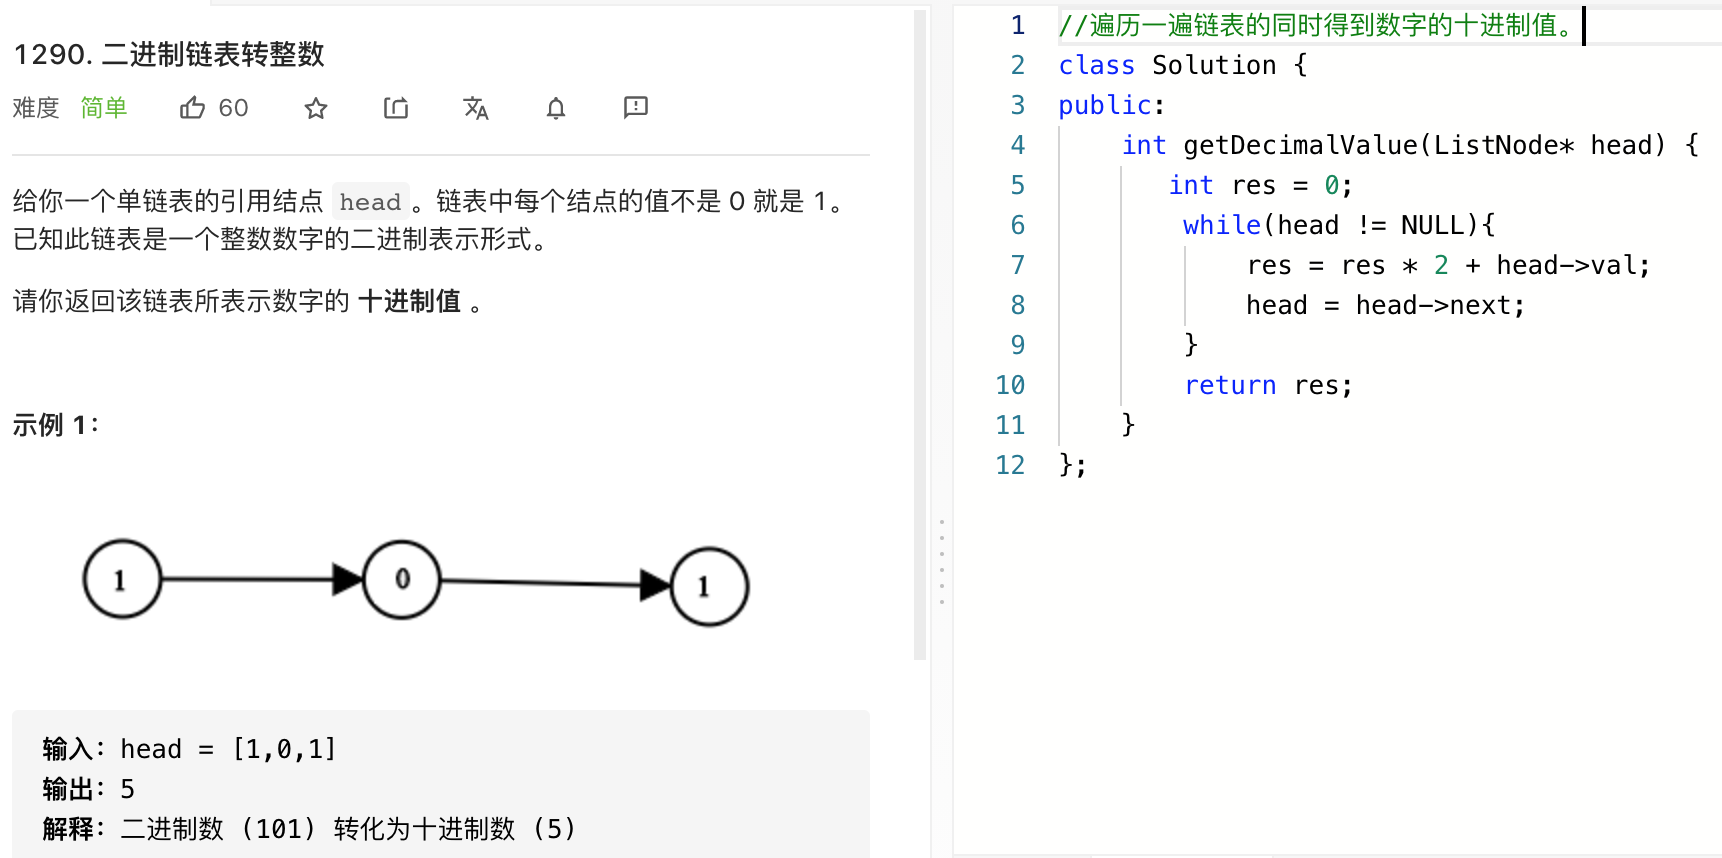 1290. 二进制链表转整数
难度 简单 60
给你一个单链表的引用结点 head。链表中每个结点的值不是 0 就是 1。
已知此链表是一个整数数字的二进制表示形式。
请你返回该链表所表示数字的 十进制值 。
示例 1：
1 0 1
输入：head = [1,0,1]
输出：5
解释：二进制数 (101) 转化为十进制数 (5)
1 //遍历一遍链表的同时得到数字的十进制值。
2 class Solution {
3 public:
4 int getDecimalValue(ListNode* head) {
5 int res = 0;
6 while(head != NULL){
7 res = res * 2 + head->val;
8 head = head->next;
9 }
10 return res;
11 }
12 };